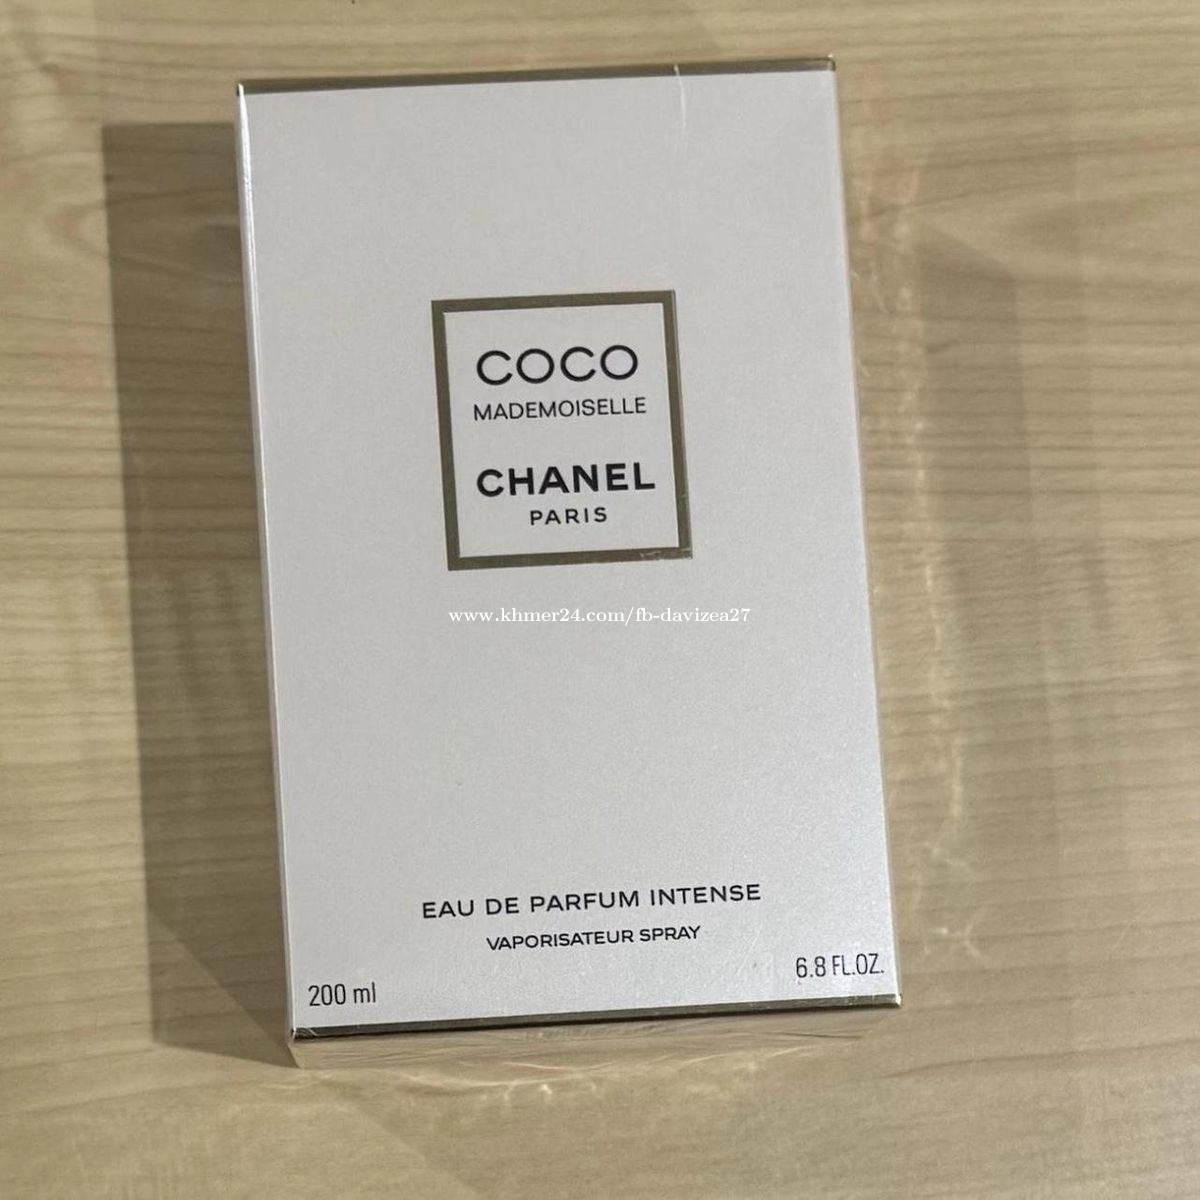 COCO
MADEMOISELLE
CHANEL
PARIS
www.khmer24.com/fb-davizea27
EAU DE PARFUM INTENSE
VAPORISATEUR SPRAY
200 ml
6.8 FL.OZ.